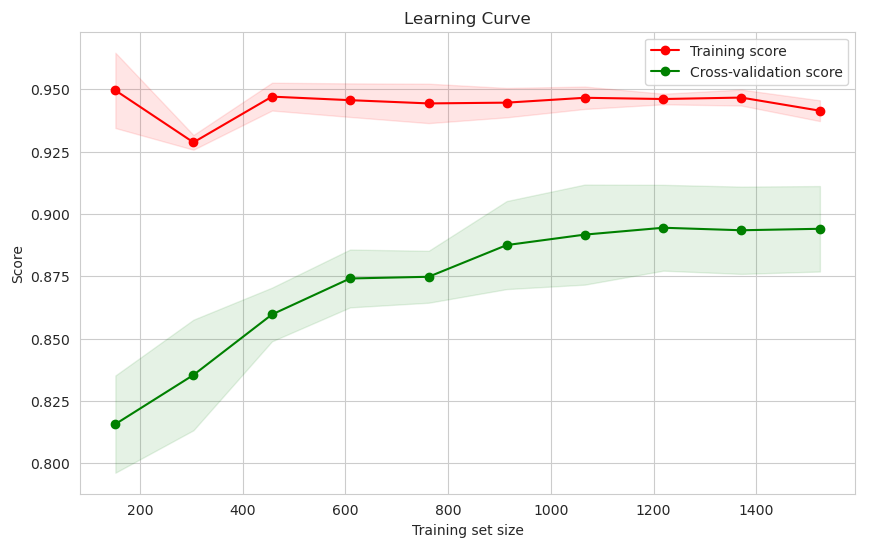 Learning Curve
Training score
Cross-validation score
0.950
0.925
0.900
0.875
0.850
0.825
0.800
Score
200 400 600 800 1000 1200 1400
Training set size